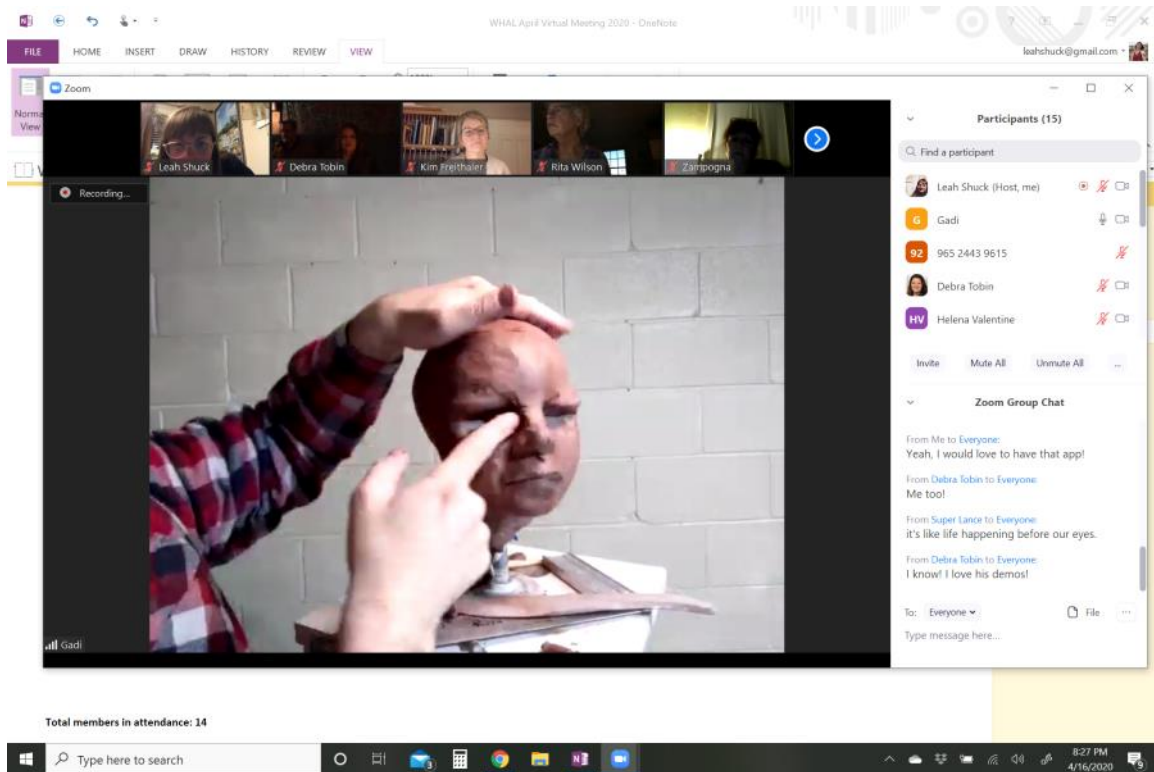 WHAL April Virtual Meeting 2020 - OneNote
FILE HOME INSERT DRAW HISTORY REVIEW VIEW
leahshuck@gmail.com
Normal
View
Zoom
Leah Shuck
Debra Tobin
Kim Freithaler
Rita Wilson
Zampogna
Recording...
Gadi
Participants (15)
Find a participant
Leah Shuck (Host, me)
G Gadi
92 965 2443 9615
Debra Tobin
HV Helena Valentine
Invite Mute All Unmute All ...
Zoom Group Chat
From Me to Everyone:
Yeah, I would love to have that app!
From Debra Tobin to Everyone:
Me too!
From Super Lance to Everyone:
it's like life happening before our eyes.
From Debra Tobin to Everyone:
I know! I love his demos!
To: Everyone File ...
Type message here...
Total members in attendance: 14
Type here to search
8:27 PM
4/16/2020